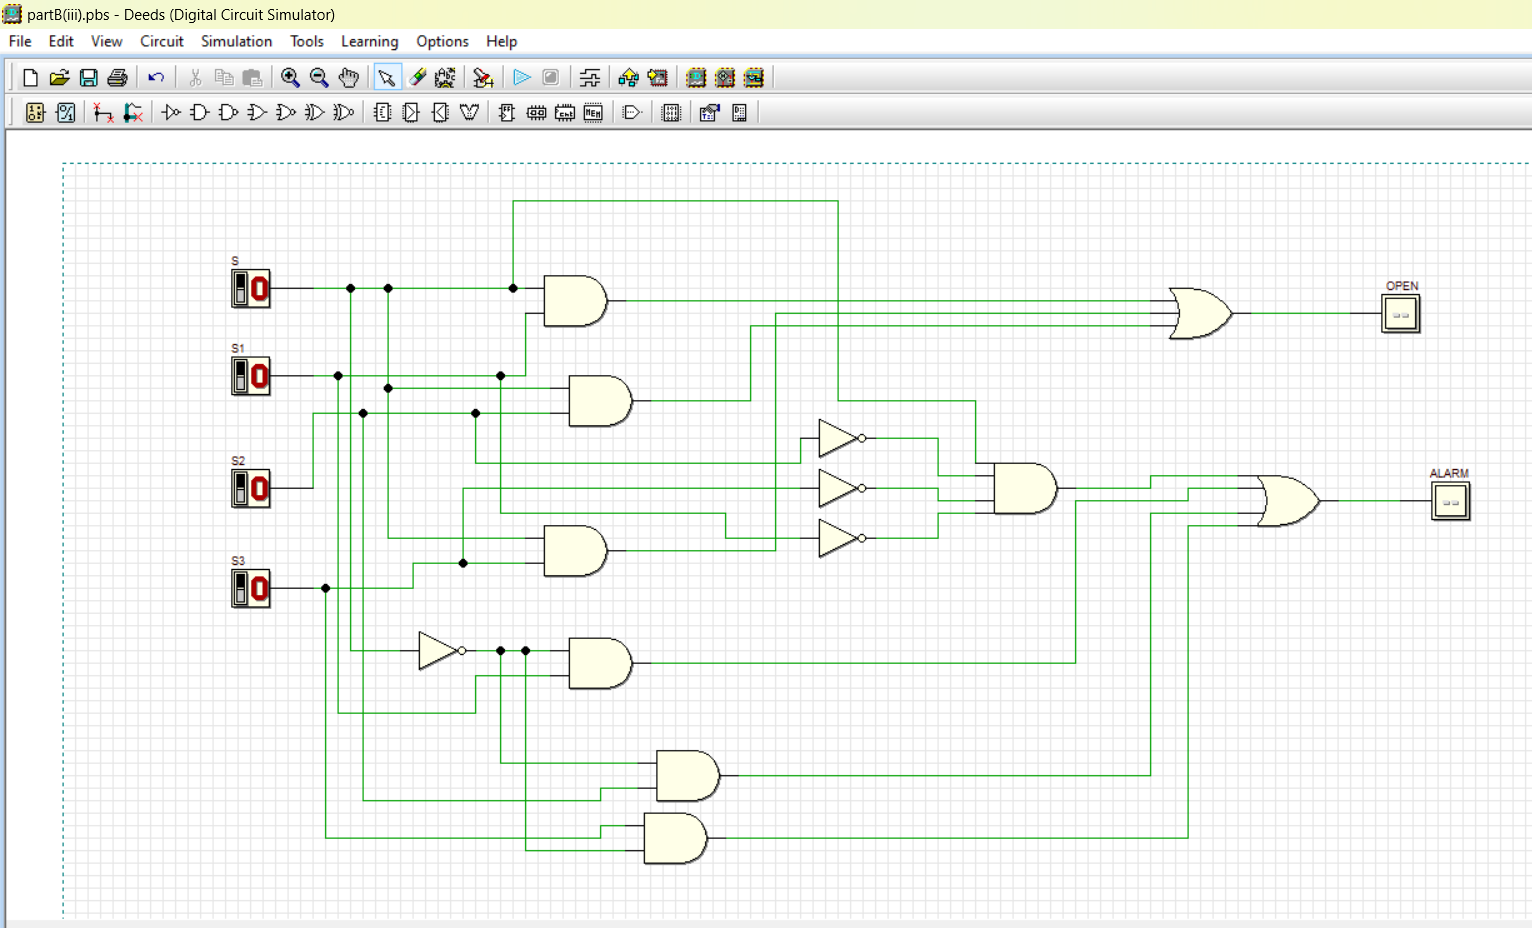 partB(iii).pbs - Deeds (Digital Circuit Simulator)
File Edit View Circuit Simulation Tools Learning Options Help
S
0
OPEN
--
S1
0
S2
0
ALARM
--
S3
0